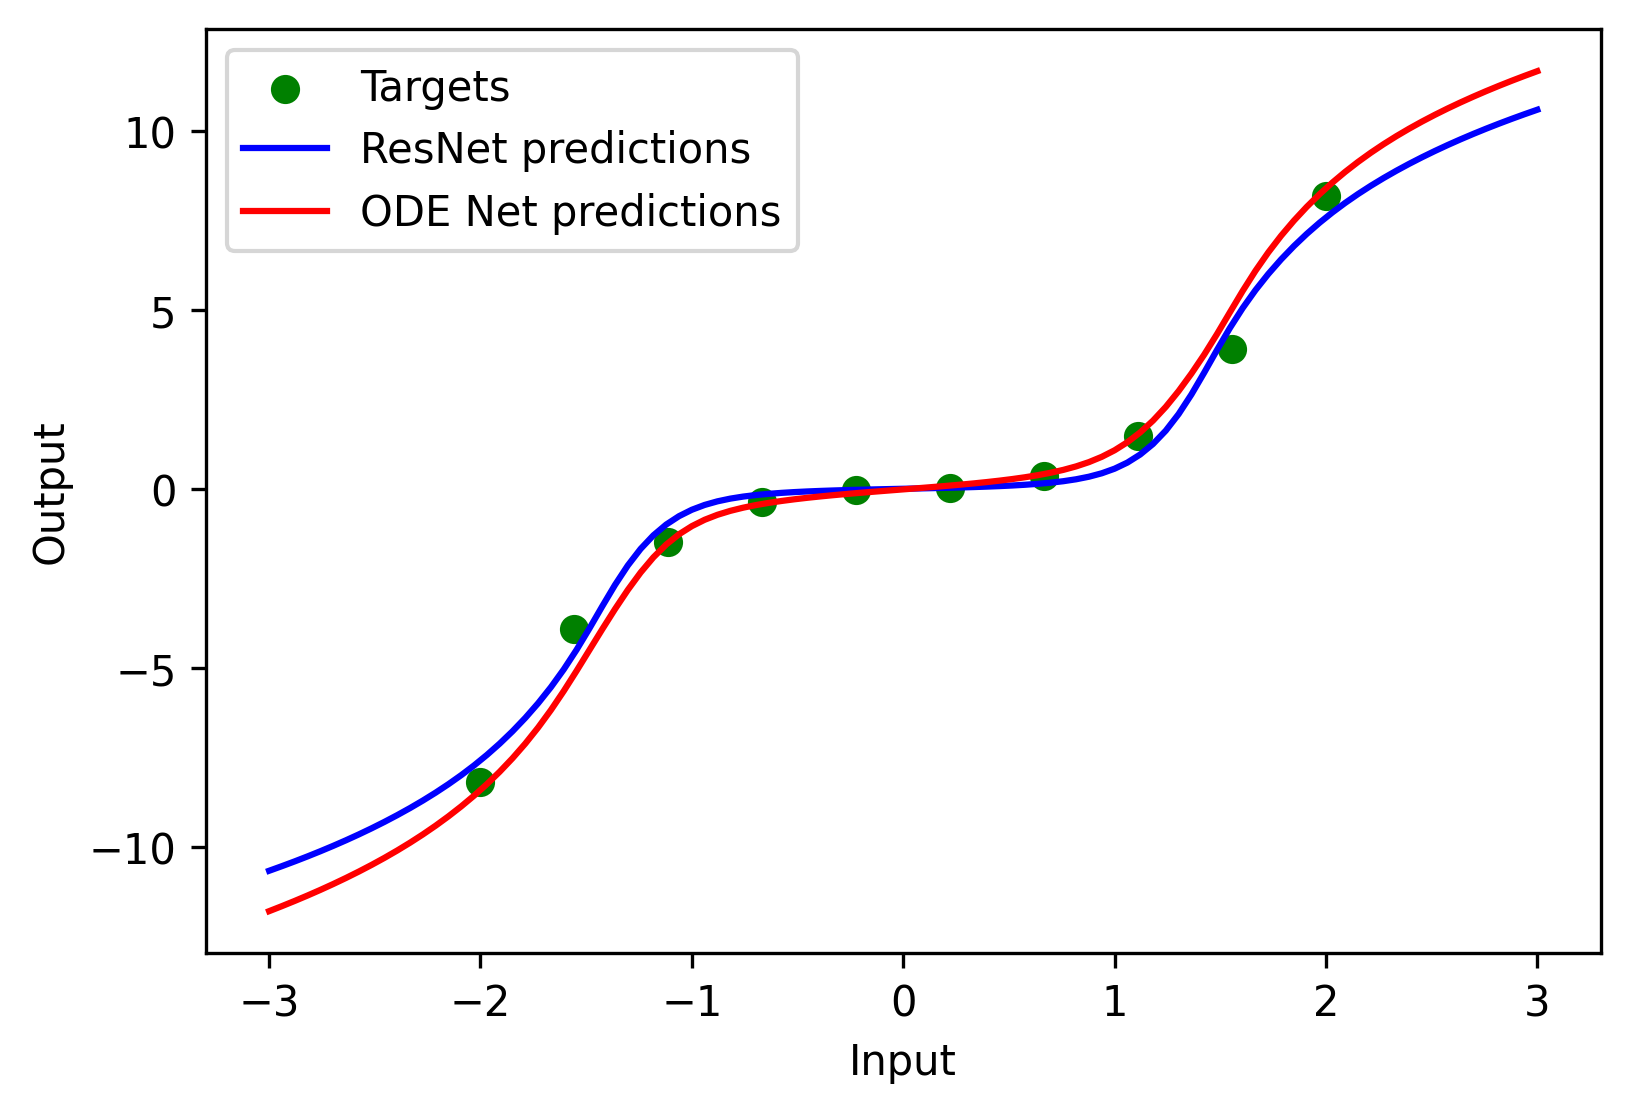 Targets
ResNet predictions
ODE Net predictions
10
5
0
−5
−10
Output
−3 −2 −1 0 1 2 3
Input